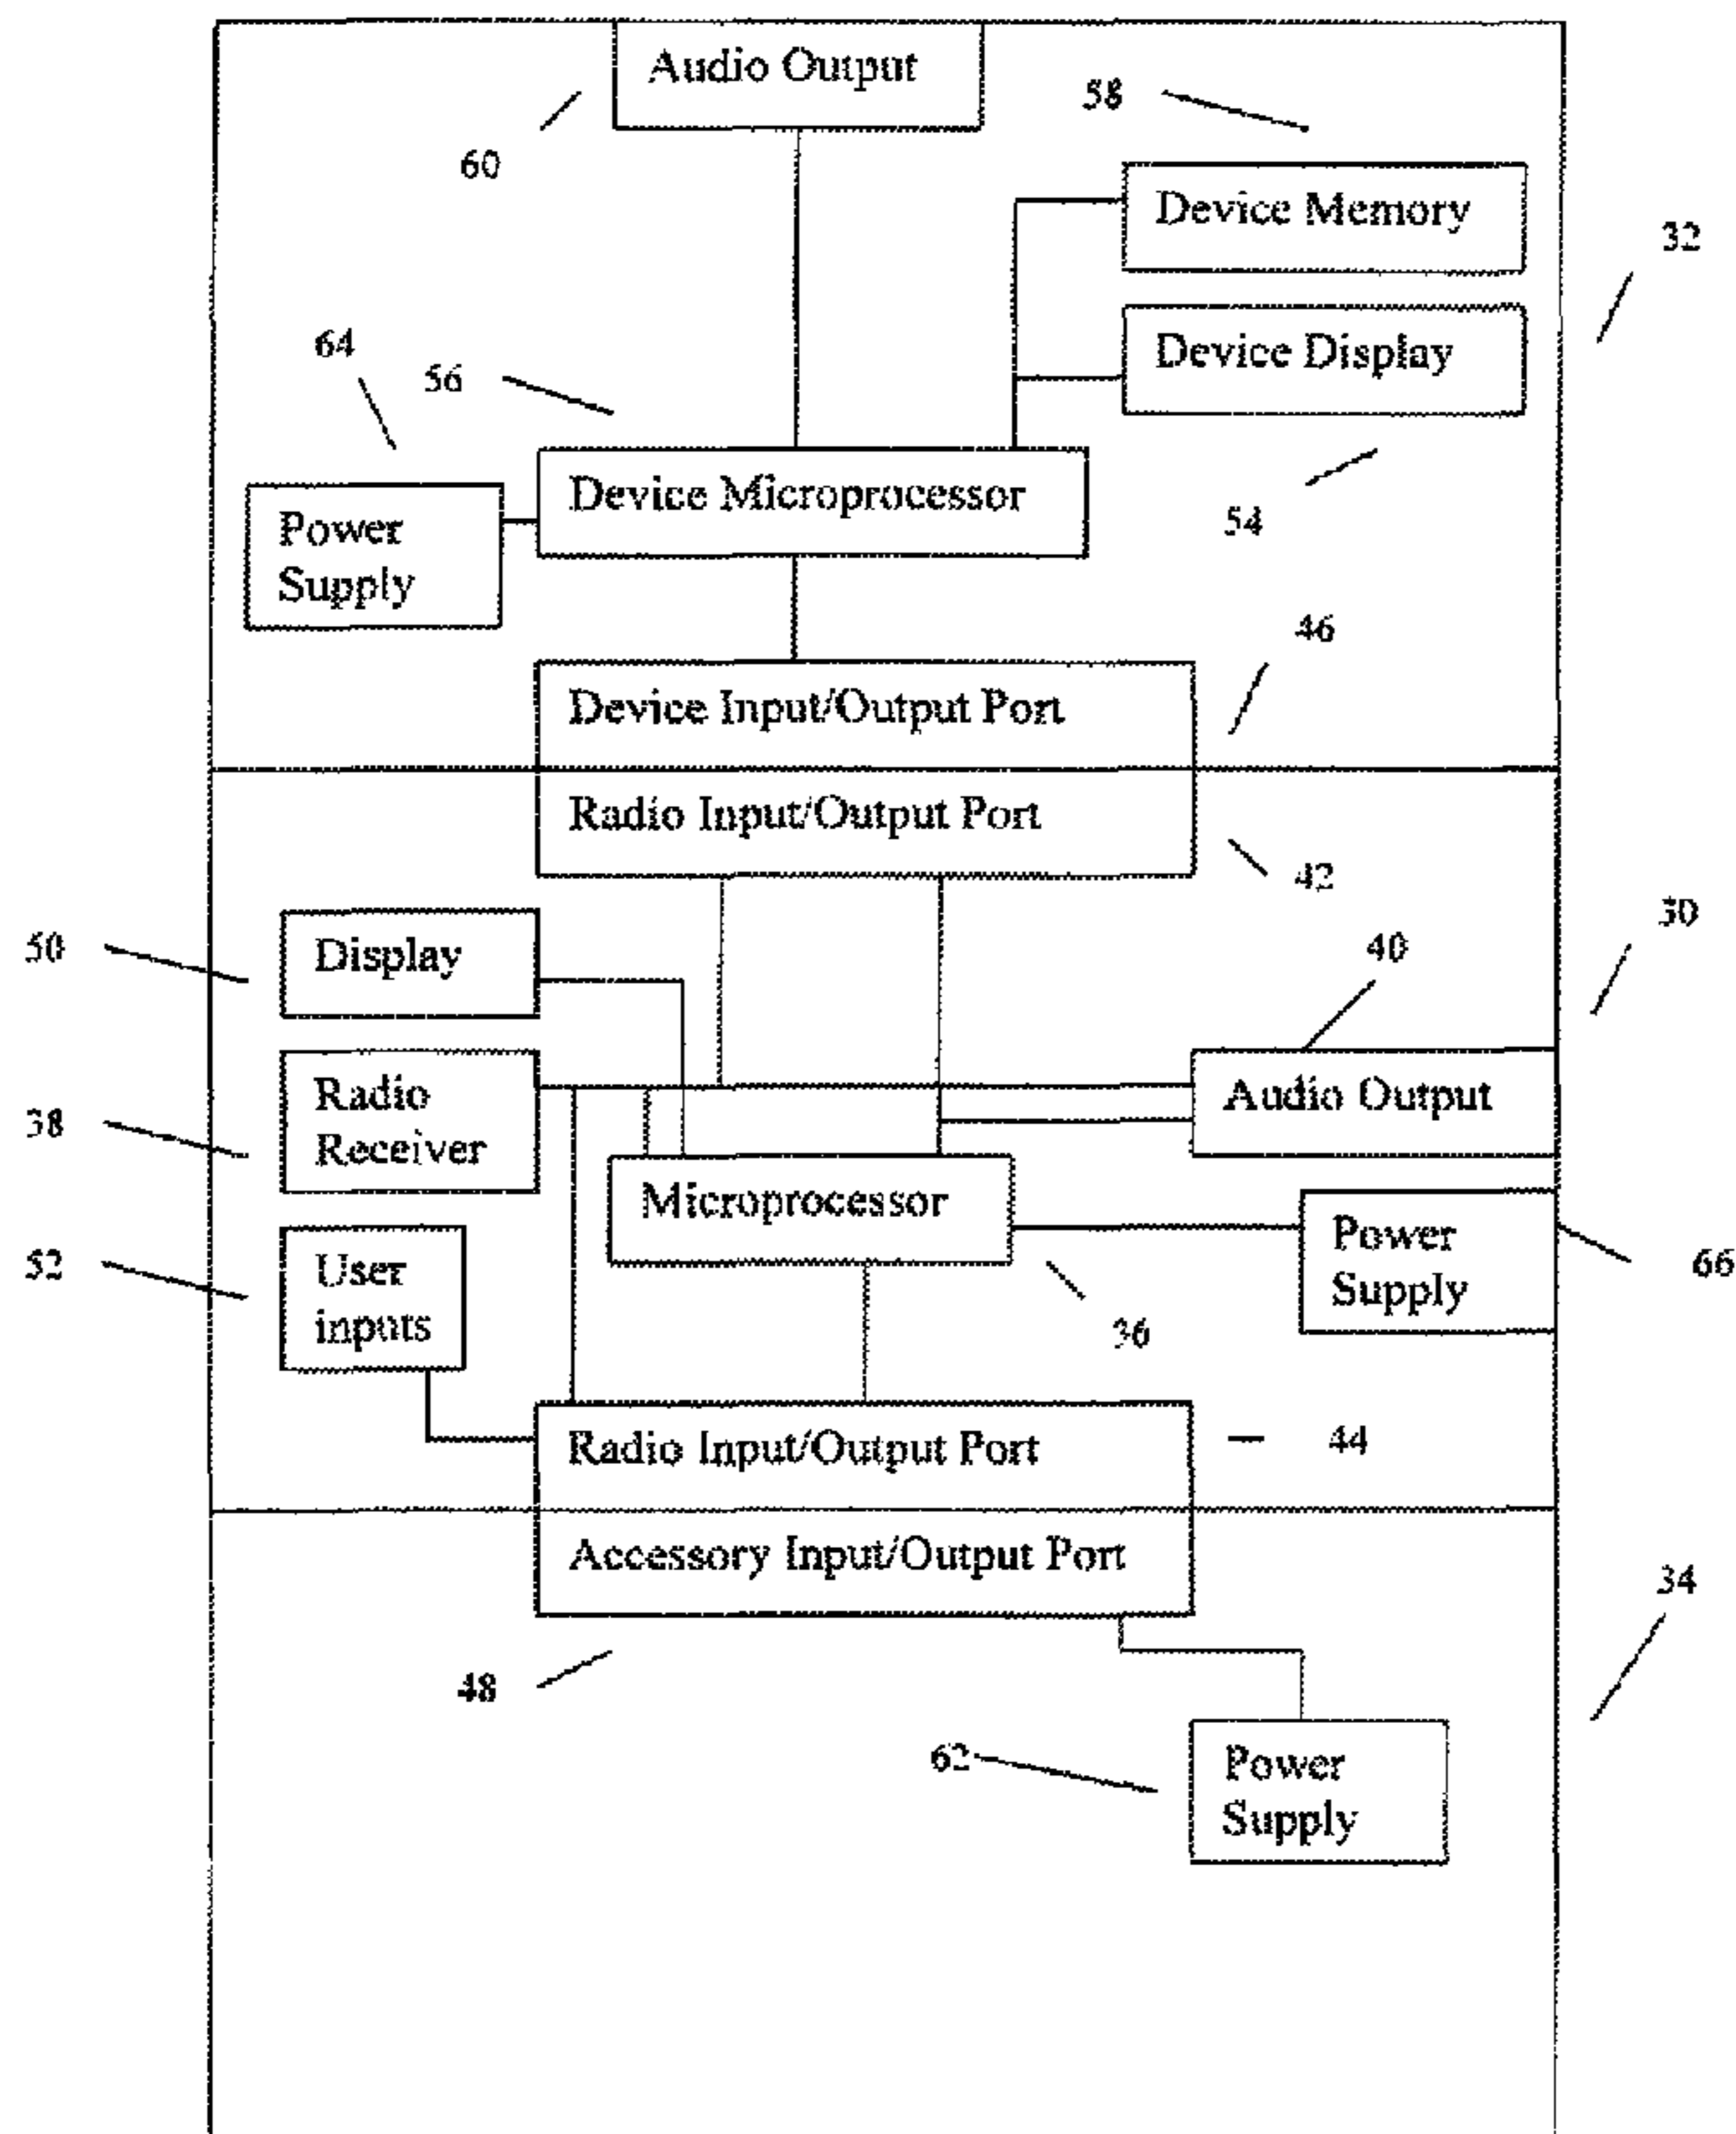 Audio Output
58
60
Device Memory
32
64
56
Device Display
Device Microprocessor
54
Power
Supply
46
Device Input/Output Port
Radio Input/Output Port
42
30
50
Display
40
Radio
Receiver
38
Audio Output
Microprocessor
Power
Supply
66
52
User
inputs
36
Radio Input/Output Port
44
Accessory Input/Output Port
34
48
62
Power
Supply